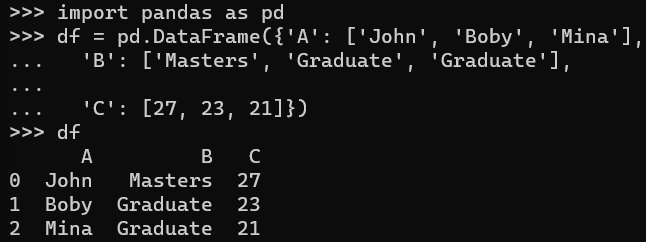 >>> import pandas as pd
>>> df = pd.DataFrame({'A': ['John', 'Boby', 'Mina'],
...   'B': ['Masters', 'Graduate', 'Graduate'],
...
...   'C': [27, 23, 21]})
>>> df
      A         B   C
0  John   Masters  27
1  Boby  Graduate  23
2  Mina  Graduate  21